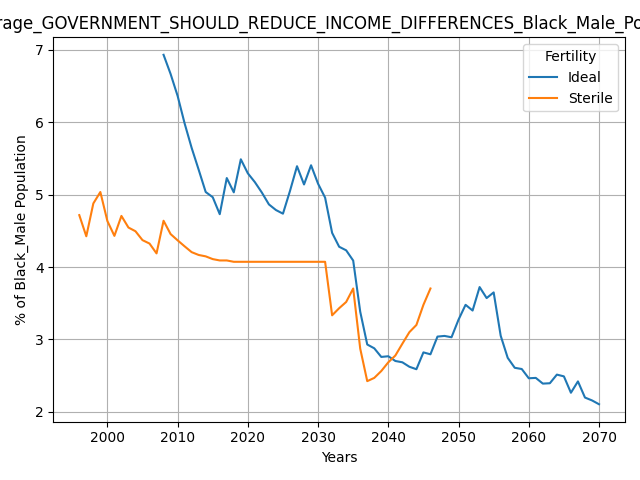 rage_GOVERNMENT_SHOULD_REDUCE_INCOME_DIFFERENCES_Black_Male_Po
7
6
5
4
3
2
% of Black_Male Population
Fertility
Ideal
Sterile
2000 2010 2020 2030 2040 2050 2060 2070
Years